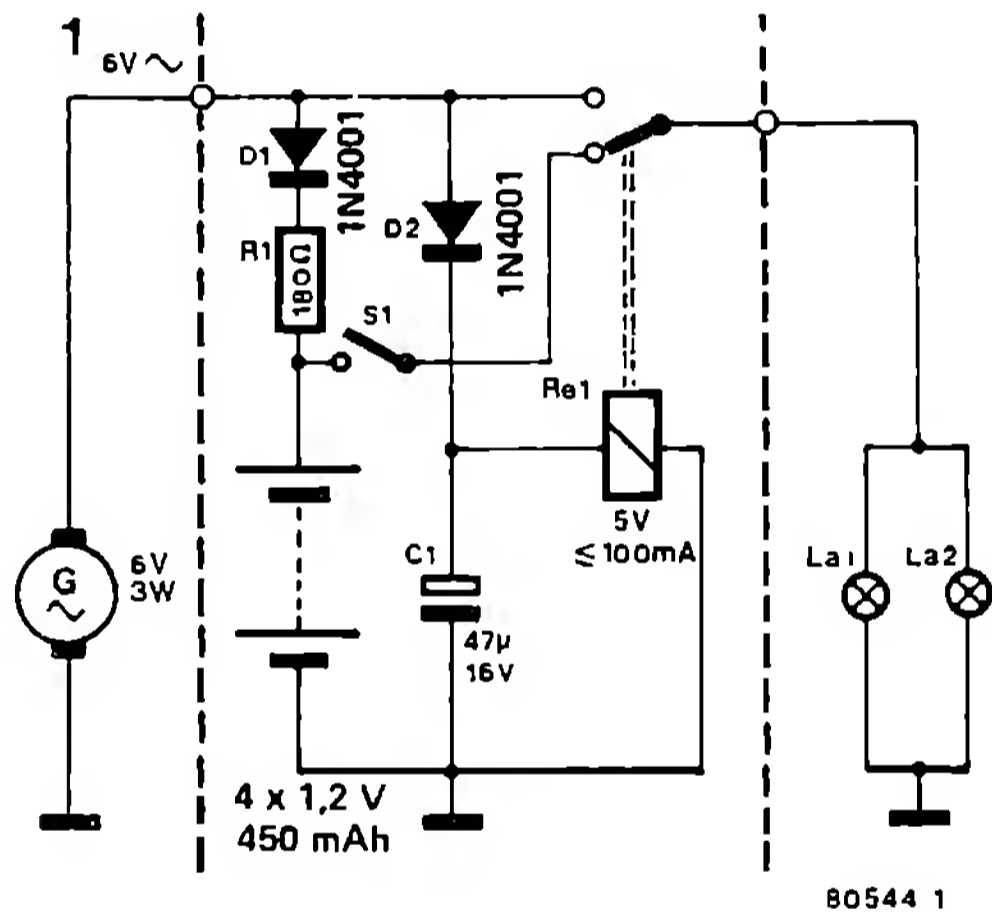 1
6V ~
D1
1N4001
R1
180Ω
D2
1N4001
S1
Re1
5V
≤ 100mA
G
~
6V
3W
C1
47µ
16V
La1
La2
4 x 1,2 V
450 mAh
80544 1